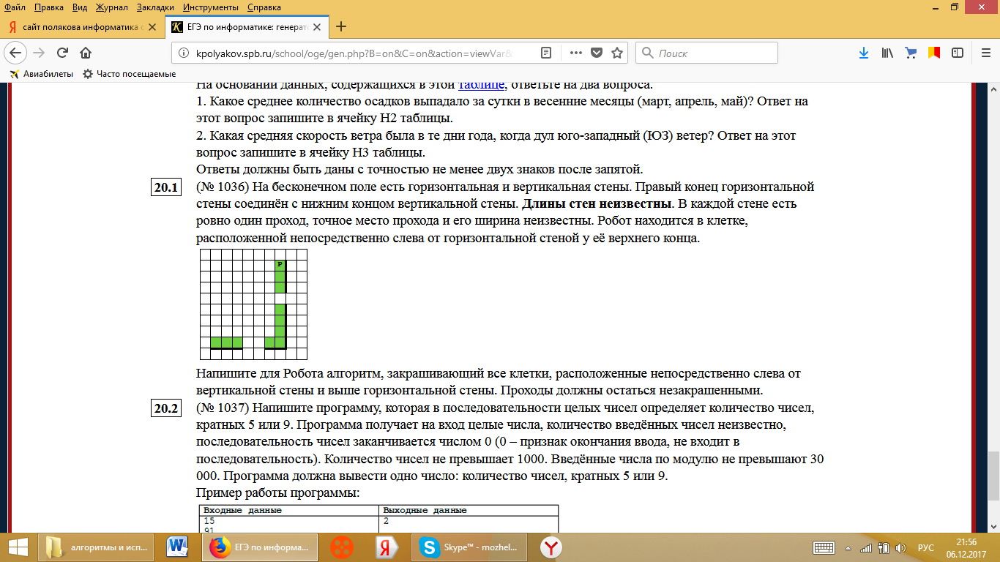 Файл Правка Вид Журнал Закладки Инструменты Справка
сайт полякова информатика
ЕГЭ по информатике: генерат
kpolyakov.spb.ru/school/oge/gen.php?B=on&C=on&action=viewVar&
Поиск
Авиабилеты Часто посещаемые
На основании данных, содержащихся в этой таблице, ответьте на два вопроса.
1. Какое среднее количество осадков выпадало за сутки в весенние месяцы (март, апрель, май)? Ответ на
этот вопрос запишите в ячейку H2 таблицы.
2. Какая средняя скорость ветра была в те дни года, когда дул юго-западный (ЮЗ) ветер? Ответ на этот
вопрос запишите в ячейку H3 таблицы.
Ответы должны быть даны с точностью не менее двух знаков после запятой.
20.1 (№ 1036) На бесконечном поле есть горизонтальная и вертикальная стены. Правый конец горизонтальной
стены соединён с нижним концом вертикальной стены. Длины стен неизвестны. В каждой стене есть
ровно один проход, точное место прохода и его ширина неизвестны. Робот находится в клетке,
расположенной непосредственно слева от горизонтальной стеной у её верхнего конца.
Р
Напишите для Робота алгоритм, закрашивающий все клетки, расположенные непосредственно слева от
вертикальной стены и выше горизонтальной стены. Проходы должны остаться незакрашенными.
20.2 (№ 1037) Напишите программу, которая в последовательности целых чисел определяет количество чисел,
кратных 5 или 9. Программа получает на вход целые числа, количество введённых чисел неизвестно,
последовательность чисел заканчивается числом 0 (0 – признак окончания ввода, не входит в
последовательность). Количество чисел не превышает 1000. Введённые числа по модулю не превышают 30
000. Программа должна вывести одно число: количество чисел, кратных 5 или 9.
Пример работы программы:
Входные данные Выходные данные
15 2
91
алгоритмы и исп...
ЕГЭ по информа...
Skype™ - mozhel...
РУС
21:56
06.12.2017